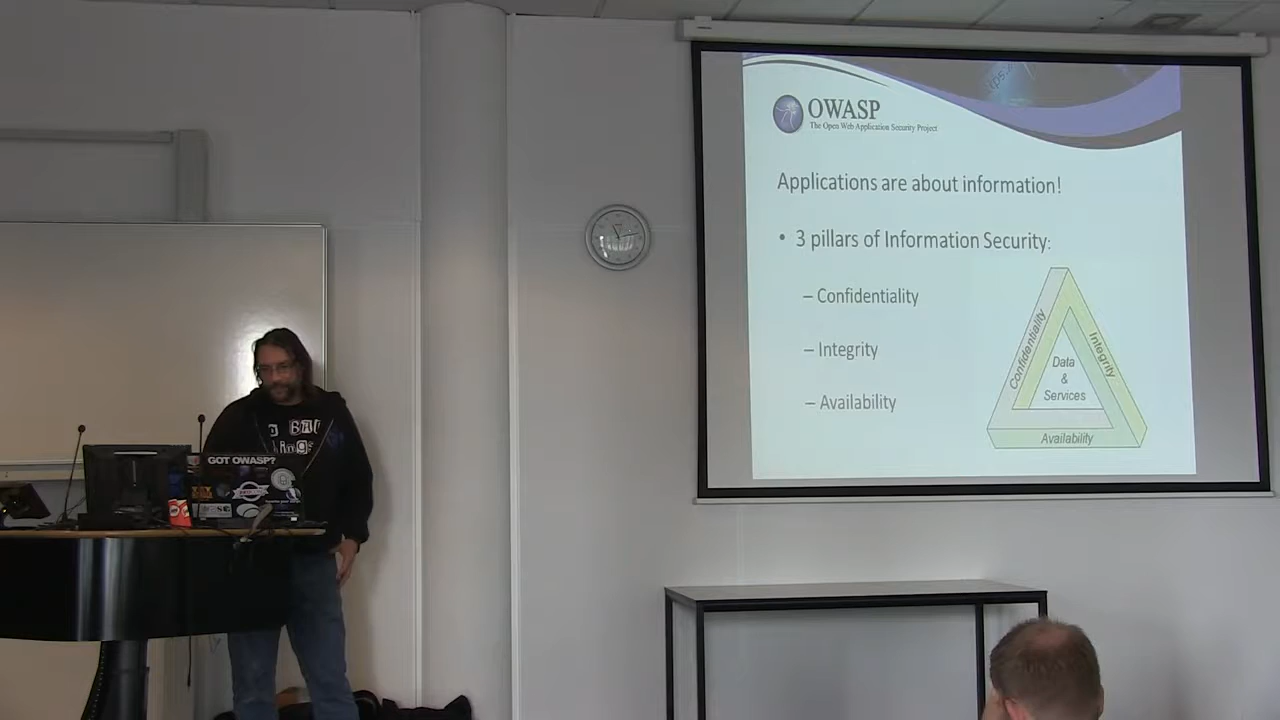 OWASP
The Open Web Application Security Project
Applications are about information!
• 3 pillars of Information Security:
– Confidentiality
– Integrity
– Availability
Confidentiality
Integrity
Data
&
Services
Availability
GOT OWASP?